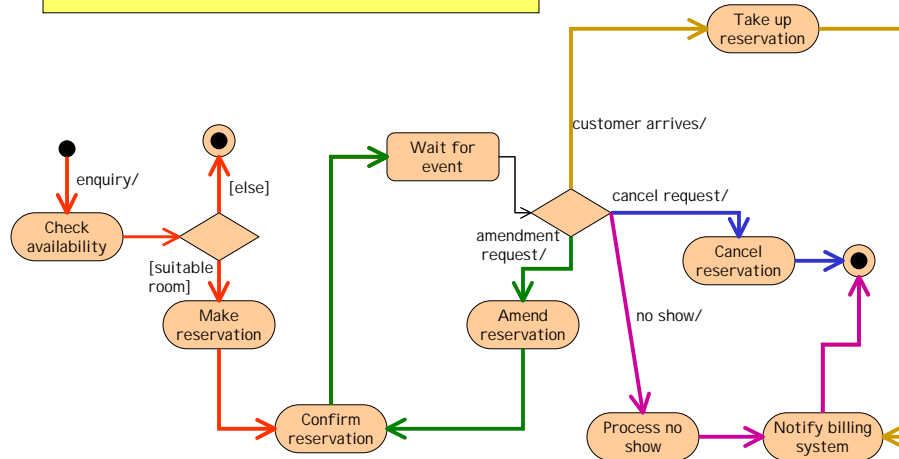 Take up
reservation
customer arrives/
Wait for
event
enquiry/
[else]
cancel request/
Check
availability
amendment
request/
Cancel
reservation
[suitable
room]
Make
reservation
Amend
reservation
no show/
Confirm
reservation
Process no
show
Notify billing
system